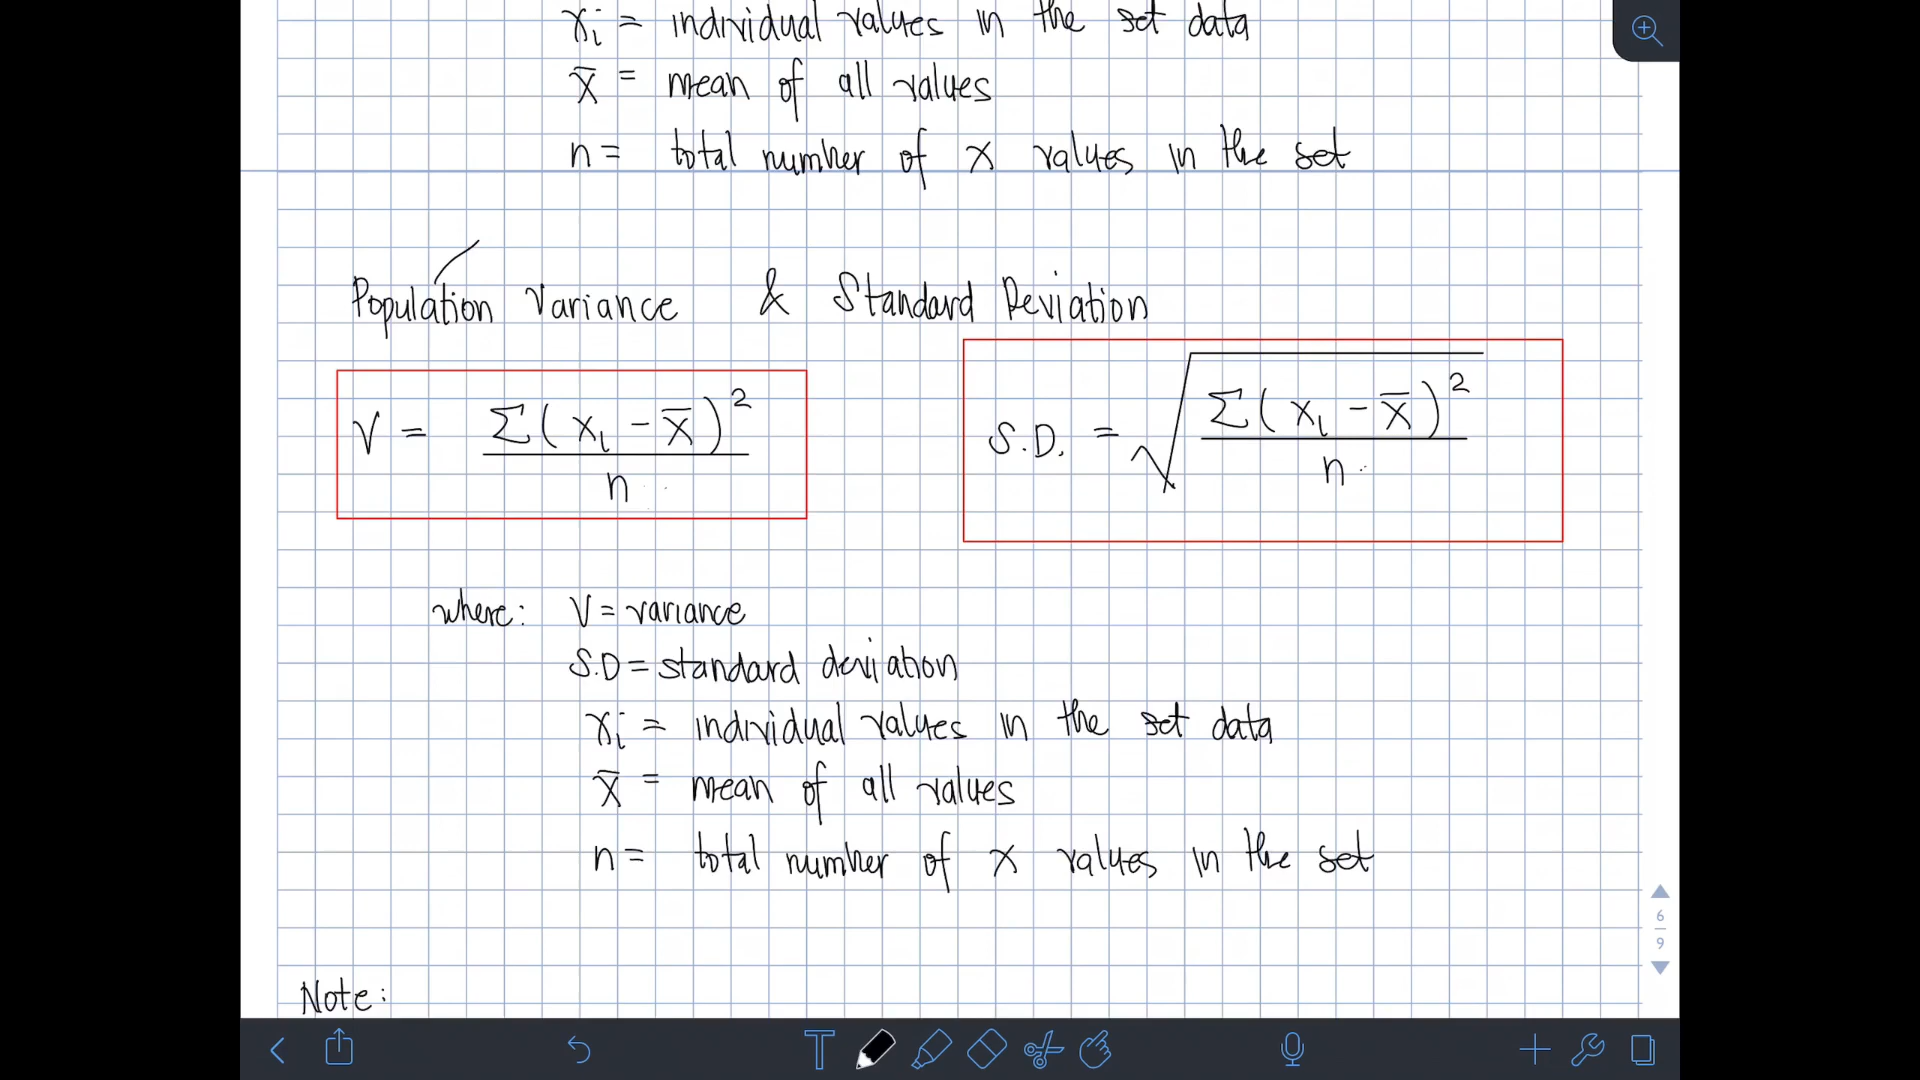 xᵢ = individual values in the set data
x̄ = mean of all values
n = total number of x values in the set
Population Variance & Standard Deviation
V = Σ(xᵢ - x̄)² / n
S.D. = √(Σ(xᵢ - x̄)² / n)
where: V = variance
S.D = standard deviation
xᵢ = individual values in the set data
x̄ = mean of all values
n = total number of x values in the set
6
9
Note:
T